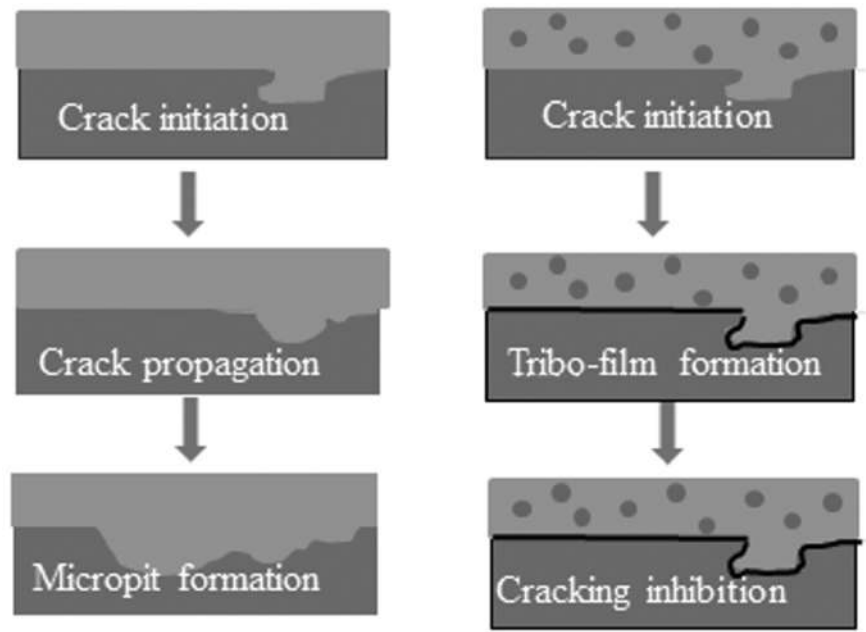 Crack initiation
Crack propagation
Micropit formation
Crack initiation
Tribo-film formation
Cracking inhibition